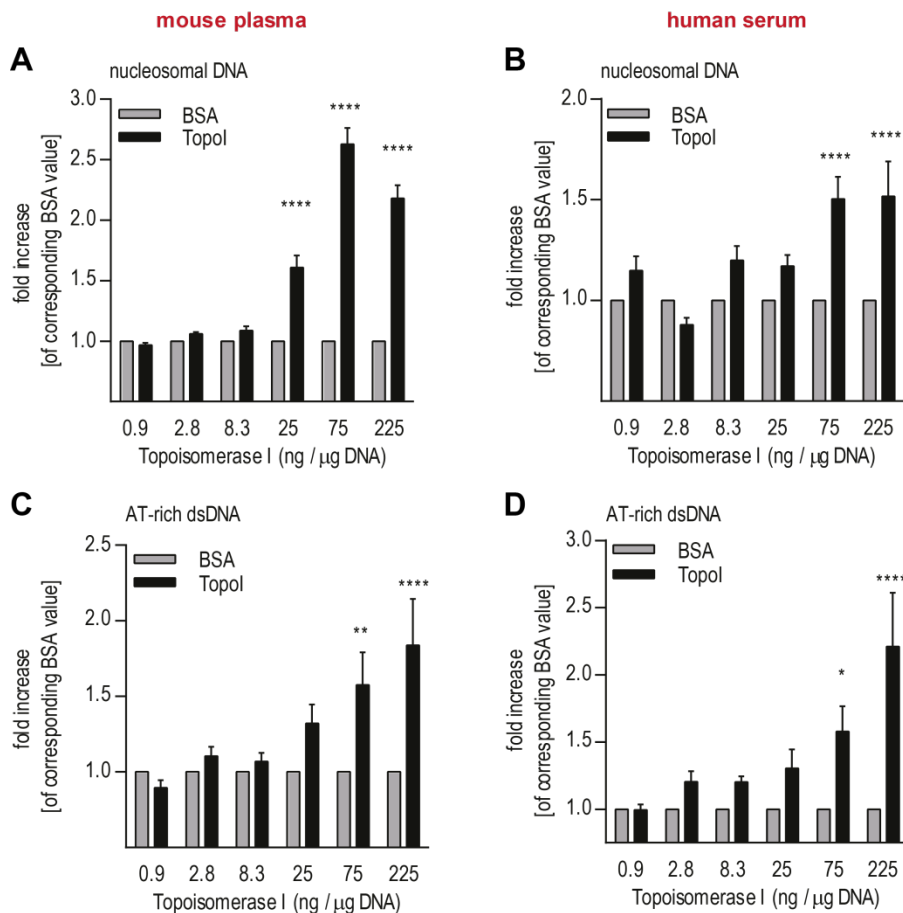 mouse plasma
human serum
A
nucleosomal DNA
BSA
TopoI
fold increase
[of corresponding BSA value]
3.0
2.5
2.0
1.5
1.0
****
****
****
0.9 2.8 8.3 25 75 225
Topoisomerase I (ng / μg DNA)
B
nucleosomal DNA
BSA
TopoI
fold increase
[of corresponding BSA value]
2.0
1.5
1.0
****
****
0.9 2.8 8.3 25 75 225
Topoisomerase I (ng / μg DNA)
C
AT-rich dsDNA
BSA
TopoI
fold increase
[of corresponding BSA value]
2.5
2.0
1.5
1.0
**
****
0.9 2.8 8.3 25 75 225
Topoisomerase I (ng / μg DNA)
D
AT-rich dsDNA
BSA
TopoI
fold increase
[of corresponding BSA value]
3.0
2.5
2.0
1.5
1.0
*
****
0.9 2.8 8.3 25 75 225
Topoisomerase I (ng / μg DNA)